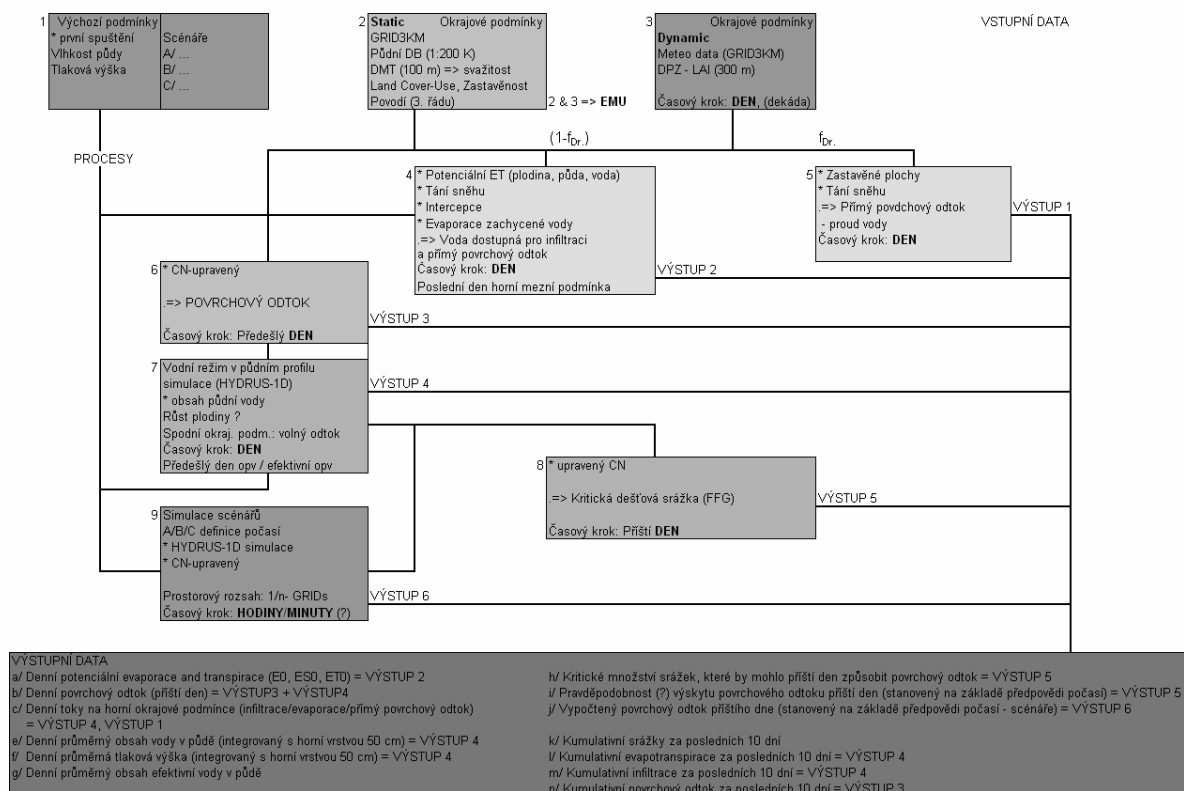 1 Výchozí podmínky
* první spuštění
Vlhkost půdy
Tlaková výška
Scénáře
A/ ...
B/ ...
C/ ...
2 Static Okrajové podmínky
GRID3KM
Půdní DB (1:200 K)
DMT (100 m) => svažitost
Land Cover-Use, Zastavěnost
Povodí (3. řádu)
2 & 3 => EMU
3 Okrajové podmínky
Dynamic
Meteo data (GRID3KM)
DPZ - LAI (300 m)
Časový krok: DEN, (dekáda)
VSTUPNÍ DATA
PROCESY
(1-fDr.)
fDr.
4 * Potenciální ET (plodina, půda, voda)
* Tání sněhu
* Intercepce
* Evaporace zachycené vody
.=> Voda dostupná pro infiltraci
a přímý povrchový odtok
Časový krok: DEN
Poslední den horní mezní podmínka
5 * Zastavěné plochy
* Tání sněhu
.=> Přímý povdchový odtok
- proud vody
Časový krok: DEN
VÝSTUP 1
VÝSTUP 2
6 * CN-upravený
.=> POVRCHOVÝ ODTOK
Časový krok: Předešlý DEN
VÝSTUP 3
7 Vodní režim v půdním profilu
simulace (HYDRUS-1D)
* obsah půdní vody
Růst plodiny ?
Spodní okraj. podm.: volný odtok
Časový krok: DEN
Předešlý den opv / efektivní opv
VÝSTUP 4
8 * upravený CN
.=> Kritická dešťová srážka (FFG)
Časový krok: Příští DEN
VÝSTUP 5
9 Simulace scénářů
A/B/C definice počasí
* HYDRUS-1D simulace
* CN-upravený
Prostorový rozsah: 1/n- GRIDs
Časový krok: HODINY/MINUTY (?)
VÝSTUP 6
VÝSTUPNÍ DATA
a/ Denní potenciální evaporace and transpirace (E0, ES0, ET0) = VÝSTUP 2
b/ Denní povrchový odtok (příští den) = VÝSTUP3 + VÝSTUP4
c/ Denní toky na horní okrajové podmínce (infiltrace/evaporace/přímý povrchový odtok)
= VÝSTUP 4, VÝSTUP 1
e/ Denní průměrný obsah vody v půdě (integrovaný s horní vrstvou 50 cm) = VÝSTUP 4
f/ Denní průměrná tlaková výška (integrovaný s horní vrstvou 50 cm) = VÝSTUP 4
g/ Denní průměrný obsah efektivní vody v půdě
h/ Kritické množství srážek, které by mohlo příští den způsobit povrchový odtok = VÝSTUP 5
i/ Pravděpodobnost (?) výskytu povrchového odtoku příští den (stanovený na základě předpovědi počasí) = VÝSTUP 5
j/ Vypočtený povrchový odtok příštího dne (stanovený na základě předpovědi počasí - scénáře) = VÝSTUP 6
k/ Kumulativní srážky za posledních 10 dní
l/ Kumulativní evapotranspirace za posledních 10 dní = VÝSTUP 4
m/ Kumulativní infiltrace za posledních 10 dní = VÝSTUP 4
n/ Kumulativní povrchový odtok za posledních 10 dní = VÝSTUP 3